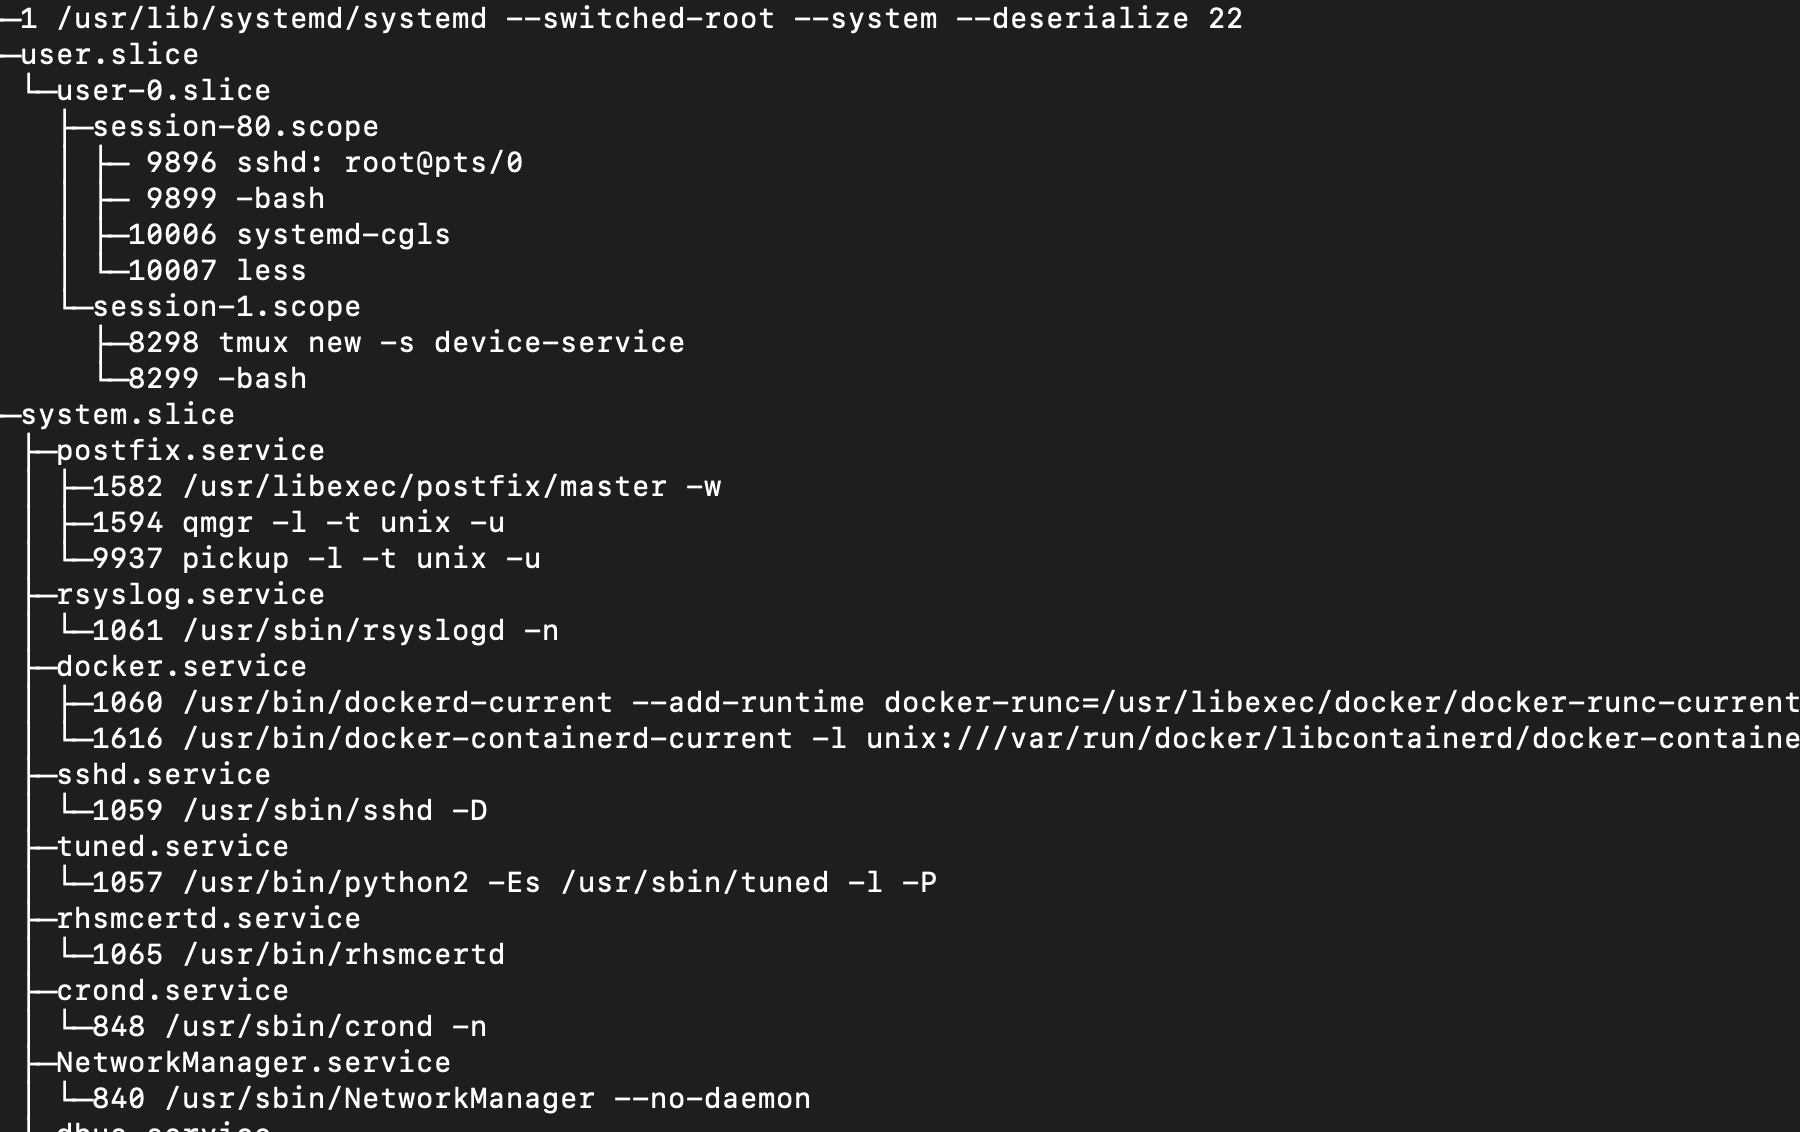 ├─1 /usr/lib/systemd/systemd --switched-root --system --deserialize 22
├─user.slice
│ └─user-0.slice
│   ├─session-80.scope
│   │ ├─ 9896 sshd: root@pts/0
│   │ ├─ 9899 -bash
│   │ ├─10006 systemd-cgls
│   │ └─10007 less
│   └─session-1.scope
│     ├─8298 tmux new -s device-service
│     └─8299 -bash
└─system.slice
  ├─postfix.service
  │ ├─1582 /usr/libexec/postfix/master -w
  │ ├─1594 qmgr -l -t unix -u
  │ └─9937 pickup -l -t unix -u
  ├─rsyslog.service
  │ └─1061 /usr/sbin/rsyslogd -n
  ├─docker.service
  │ ├─1060 /usr/bin/dockerd-current --add-runtime docker-runc=/usr/libexec/docker/docker-runc-current
  │ └─1616 /usr/bin/docker-containerd-current -l unix:///var/run/docker/libcontainerd/docker-containe
  ├─sshd.service
  │ └─1059 /usr/sbin/sshd -D
  ├─tuned.service
  │ └─1057 /usr/bin/python2 -Es /usr/sbin/tuned -l -P
  ├─rhsmcertd.service
  │ └─1065 /usr/bin/rhsmcertd
  ├─crond.service
  │ └─848 /usr/sbin/crond -n
  ├─NetworkManager.service
  │ └─840 /usr/sbin/NetworkManager --no-daemon